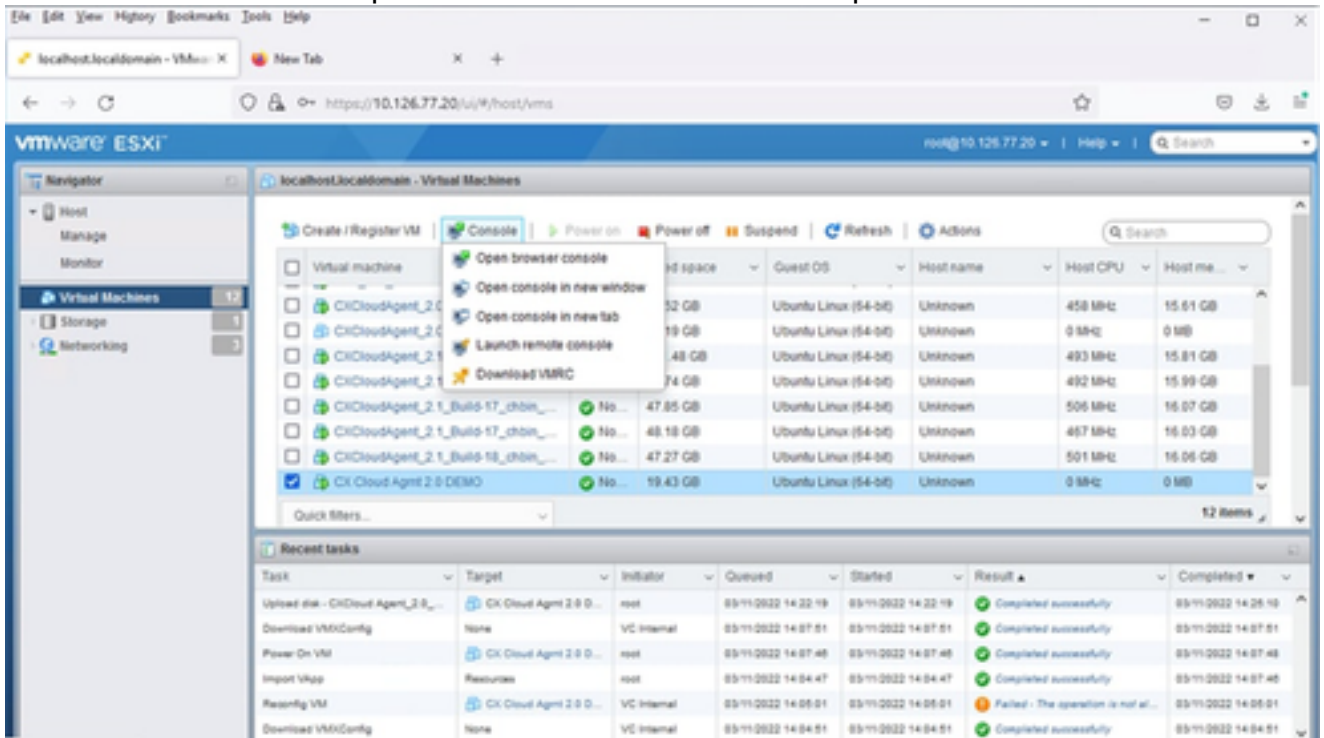 File Edit View History Bookmarks Tools Help
localhost.localdomain - VMwar
New Tab
https://10.126.77.20/ui/#/host/vms
vmware ESXi
root@10.126.77.20 | Help | Search
Navigator
localhost.localdomain - Virtual Machines
Host
Manage
Monitor
Virtual Machines 12
Storage 1
Networking 3
Create / Register VM | Console | Power on Power off Suspend | Refresh | Actions Search
Open browser console
Open console in new window
Open console in new tab
Launch remote console
Download VMRC
Virtual machine ed space Guest OS Host name Host CPU Host me...
CXCloudAgent_2.0 52 GB Ubuntu Linux (64-bit) Unknown 458 MHz 15.61 GB
CXCloudAgent_2.0 19 GB Ubuntu Linux (64-bit) Unknown 0 MHz 0 MB
CXCloudAgent_2.1 .48 GB Ubuntu Linux (64-bit) Unknown 493 MHz 15.81 GB
CXCloudAgent_2.1 74 GB Ubuntu Linux (64-bit) Unknown 492 MHz 15.99 GB
CXCloudAgent_2.1_Build-17_chbin_... No... 47.85 GB Ubuntu Linux (64-bit) Unknown 506 MHz 16.07 GB
CXCloudAgent_2.1_Build-17_chbin_... No... 48.18 GB Ubuntu Linux (64-bit) Unknown 467 MHz 16.03 GB
CXCloudAgent_2.1_Build-18_chbin_... No... 47.27 GB Ubuntu Linux (64-bit) Unknown 501 MHz 16.06 GB
CX Cloud Agmt 2.0 DEMO No... 19.43 GB Ubuntu Linux (64-bit) Unknown 0 MHz 0 MB
Quick filters... 12 items
Recent tasks
Task Target Initiator Queued Started Result Completed
Upload disk - CXCloud Agent_2.0_... CX Cloud Agmt 2.0 D... root 03/11/2022 14:22:19 03/11/2022 14:22:19 Completed successfully 03/11/2022 14:25:10
Download VMXConfig None VC Internal 03/11/2022 14:07:51 03/11/2022 14:07:51 Completed successfully 03/11/2022 14:07:51
Power On VM CX Cloud Agmt 2.0 D... root 03/11/2022 14:07:46 03/11/2022 14:07:46 Completed successfully 03/11/2022 14:07:48
Import VApp Resources root 03/11/2022 14:04:47 03/11/2022 14:04:47 Completed successfully 03/11/2022 14:07:46
Reconfig VM CX Cloud Agmt 2.0 D... VC Internal 03/11/2022 14:05:01 03/11/2022 14:05:01 Failed - The operation is not al... 03/11/2022 14:05:01
Download VMXConfig None VC Internal 03/11/2022 14:04:51 03/11/2022 14:04:51 Completed successfully 03/11/2022 14:04:51